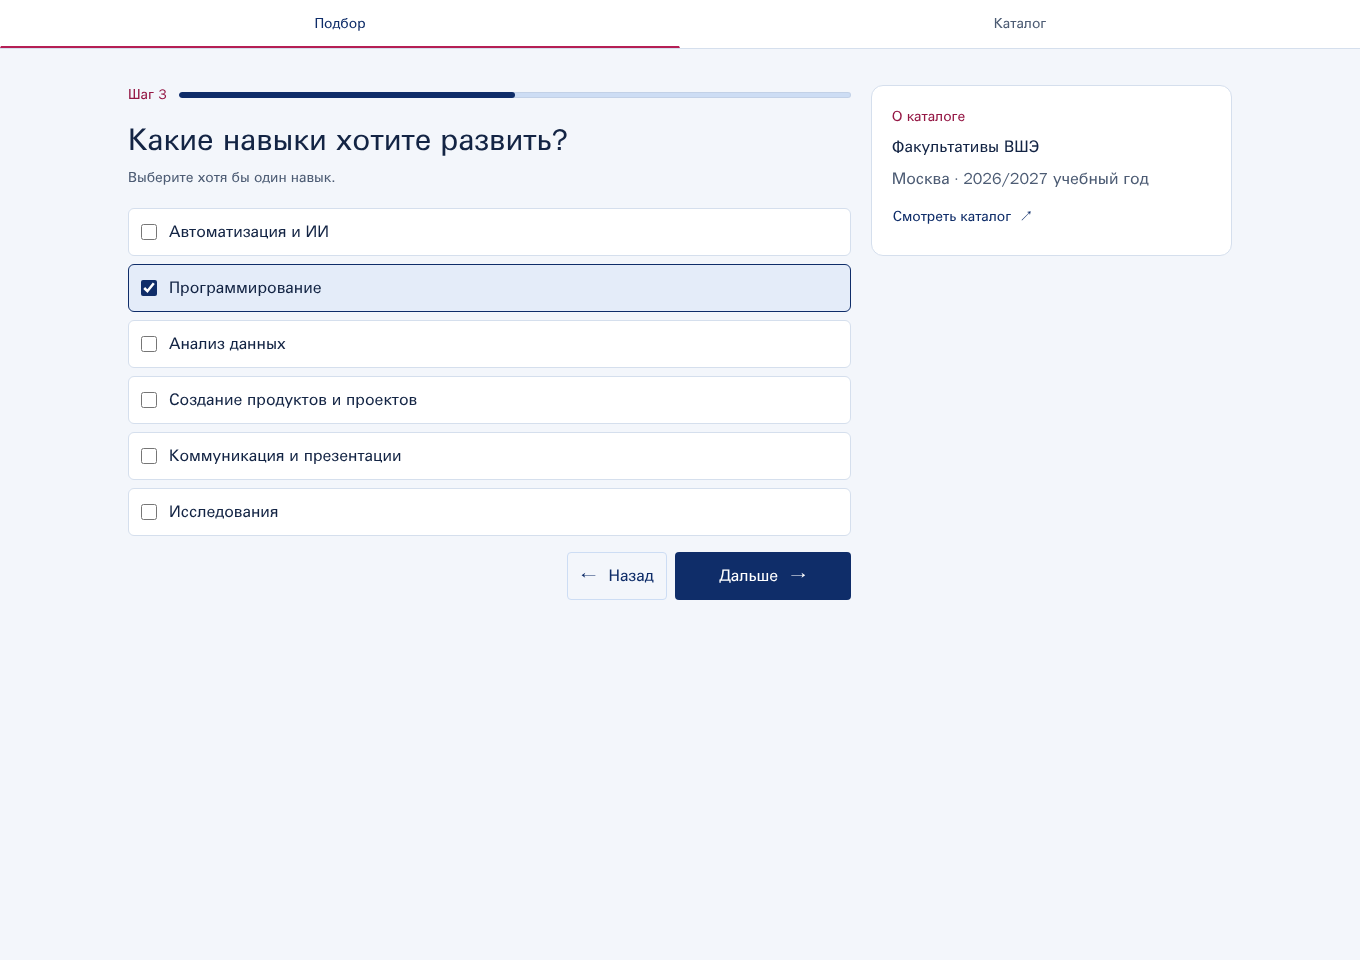 Подбор
Каталог
Шаг 3
Какие навыки хотите развить?
Выберите хотя бы один навык.
Автоматизация и ИИ
Программирование
Анализ данных
Создание продуктов и проектов
Коммуникация и презентации
Исследования
← Назад
Дальше →
О каталоге
Факультативы ВШЭ
Москва · 2026/2027 учебный год
Смотреть каталог ↗